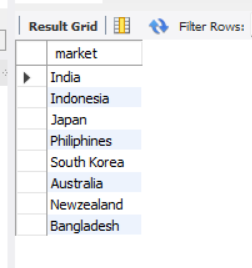 Result Grid Filter Rows:
market
India
Indonesia
Japan
Philiphines
South Korea
Australia
Newzealand
Bangladesh